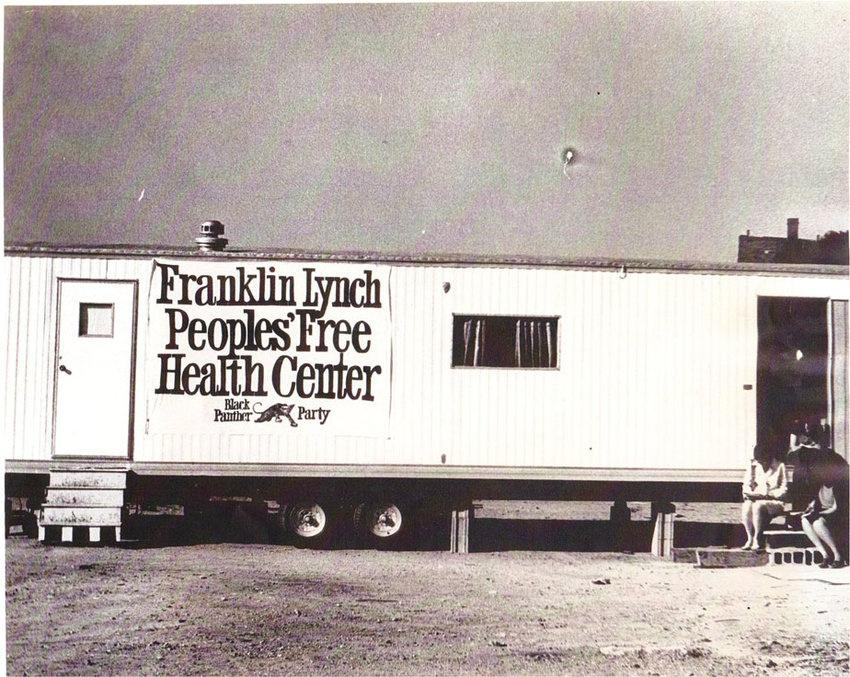 Franklin Lynch
Peoples' Free
Health Center
Black Panther Party